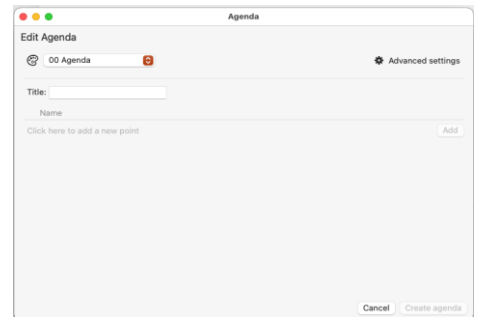 Agenda
Edit Agenda
00 Agenda
Advanced settings
Title:
Name
Click here to add a new point
Add
Cancel
Create agenda